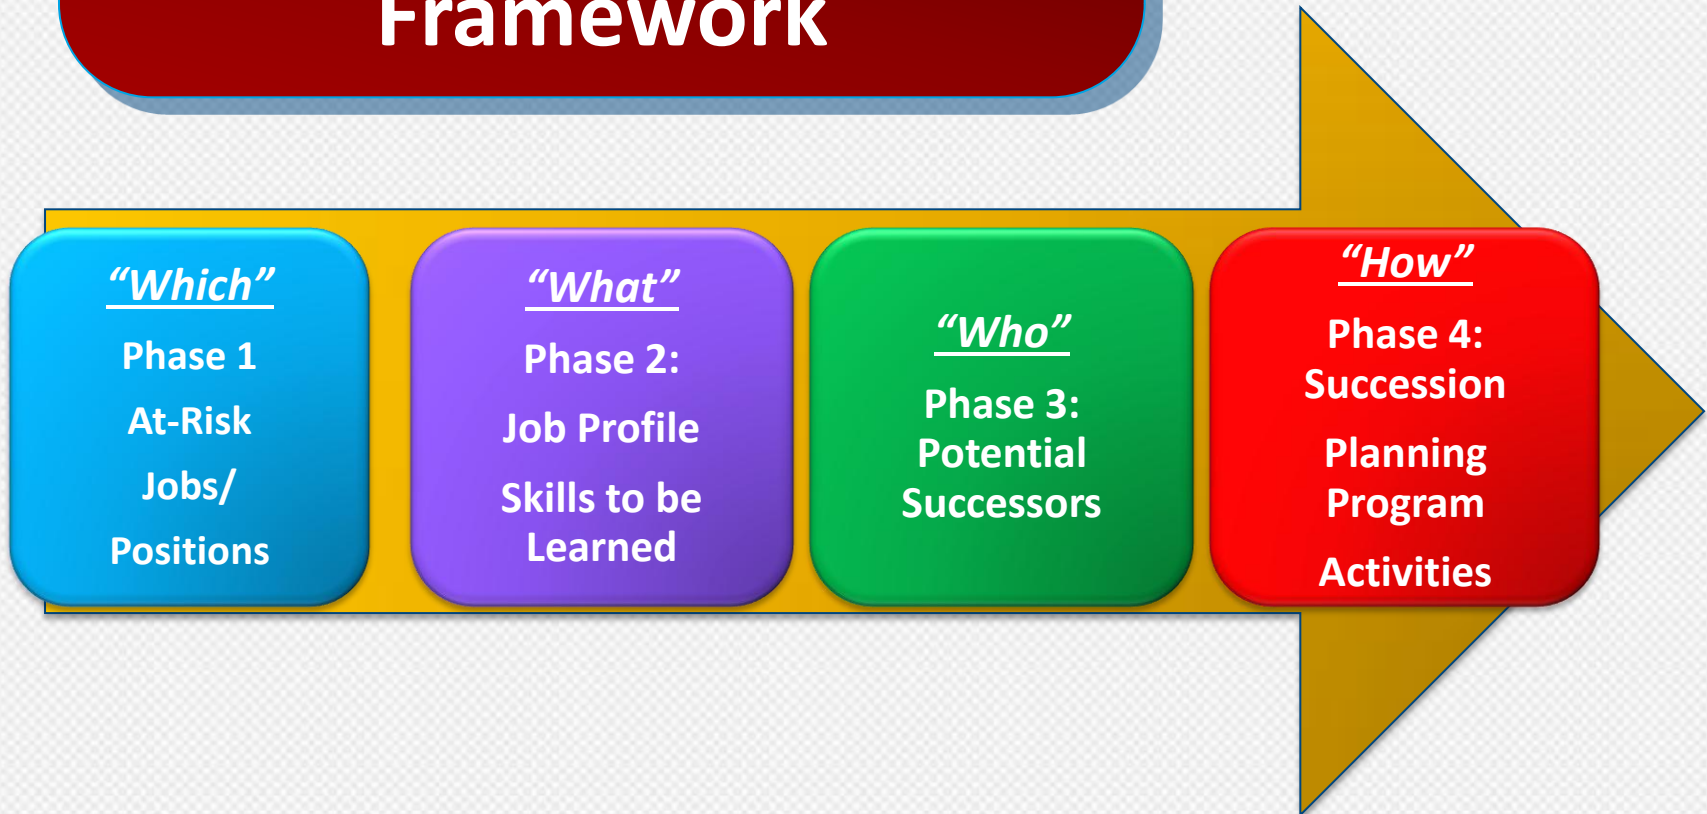 Framework
“Which”
Phase 1
At-Risk
Jobs/
Positions
“What”
Phase 2:
Job Profile
Skills to be
Learned
“Who”
Phase 3:
Potential
Successors
“How”
Phase 4:
Succession
Planning
Program
Activities